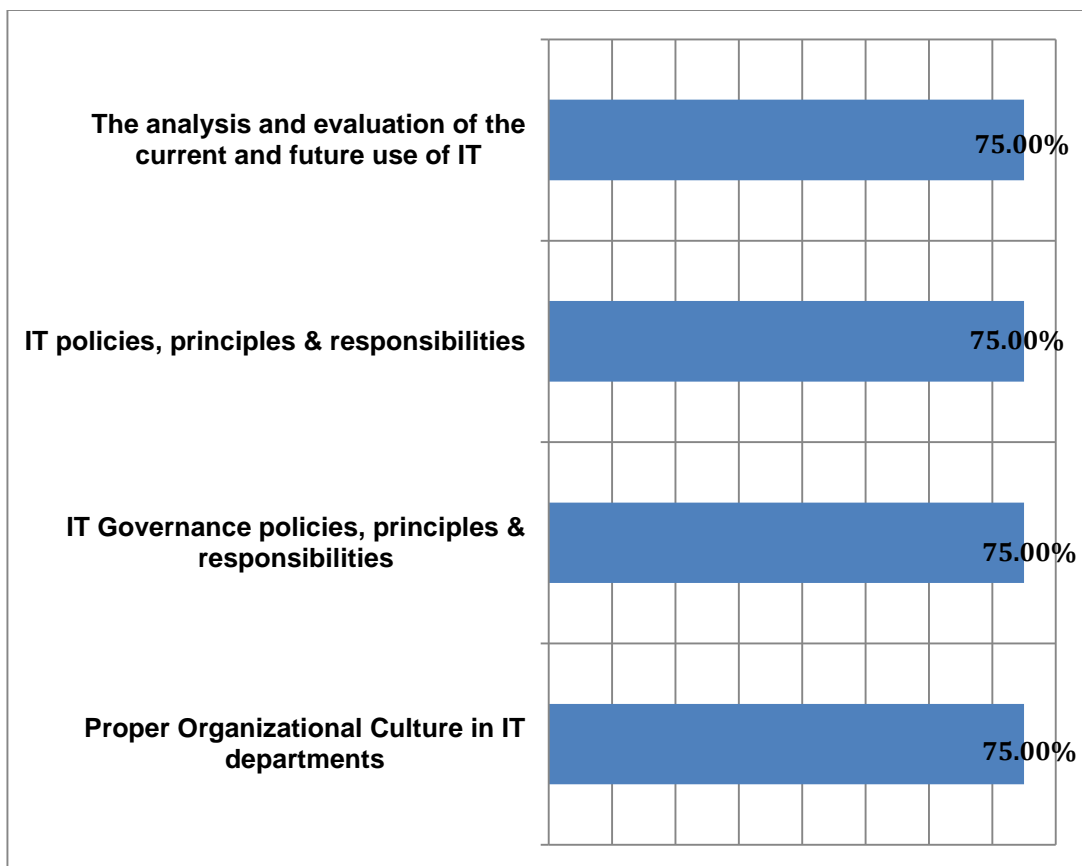 The analysis and evaluation of the
current and future use of IT
75.00%
IT policies, principles & responsibilities
75.00%
IT Governance policies, principles &
responsibilities
75.00%
Proper Organizational Culture in IT
departments
75.00%